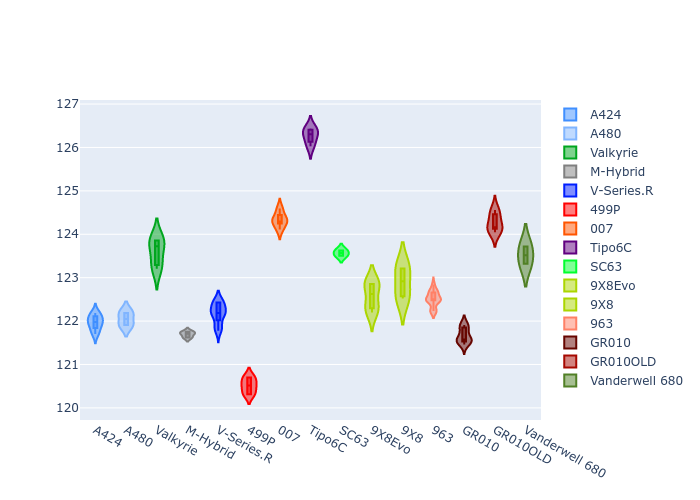 127
126
125
124
123
122
121
120
A424
A480
Valkyrie
M-Hybrid
V-Series.R
499P
007
Tipo6C
SC63
9X8Evo
9X8
963
GR010
GR010OLD
Vanderwell 680
A424
A480
Valkyrie
M-Hybrid
V-Series.R
499P
007
Tipo6C
SC63
9X8Evo
9X8
963
GR010
GR010OLD
Vanderwell 680